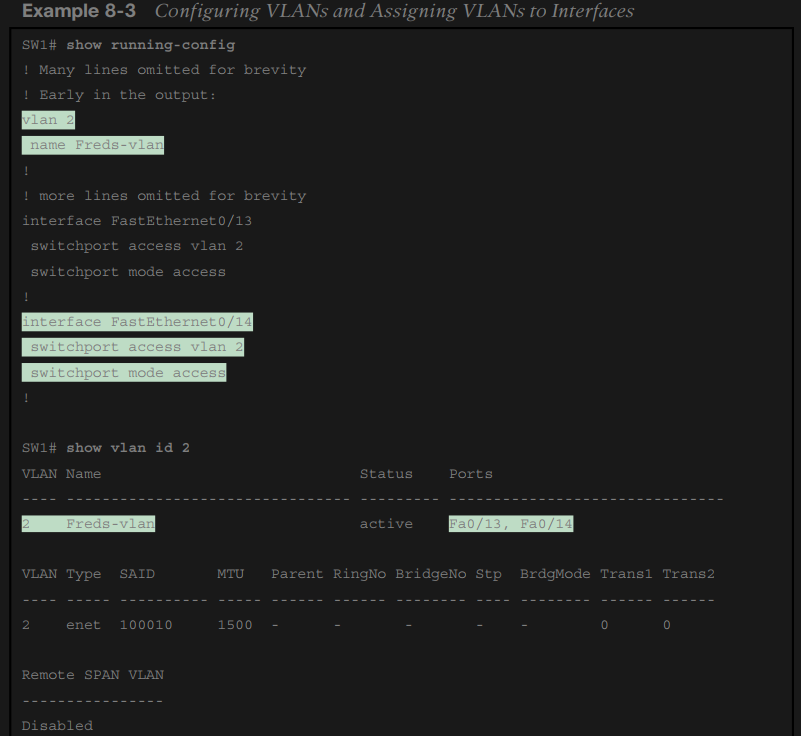 Example 8-3 Configuring VLANs and Assigning VLANs to Interfaces
SW1# show running-config
! Many lines omitted for brevity
! Early in the output:
vlan 2
 name Freds-vlan
!
! more lines omitted for brevity
interface FastEthernet0/13
 switchport access vlan 2
 switchport mode access
!
interface FastEthernet0/14
 switchport access vlan 2
 switchport mode access
!
SW1# show vlan id 2
VLAN Name                             Status    Ports
---- -------------------------------- --------- -------------------------------
2    Freds-vlan                       active    Fa0/13, Fa0/14
VLAN Type  SAID       MTU   Parent RingNo BridgeNo Stp  BrdgMode Trans1 Trans2
---- ----- ---------- ----- ------ ------ -------- ---- -------- ------ ------
2    enet  100010     1500  -      -       -       -    -        0      0
Remote SPAN VLAN
----------------
Disabled